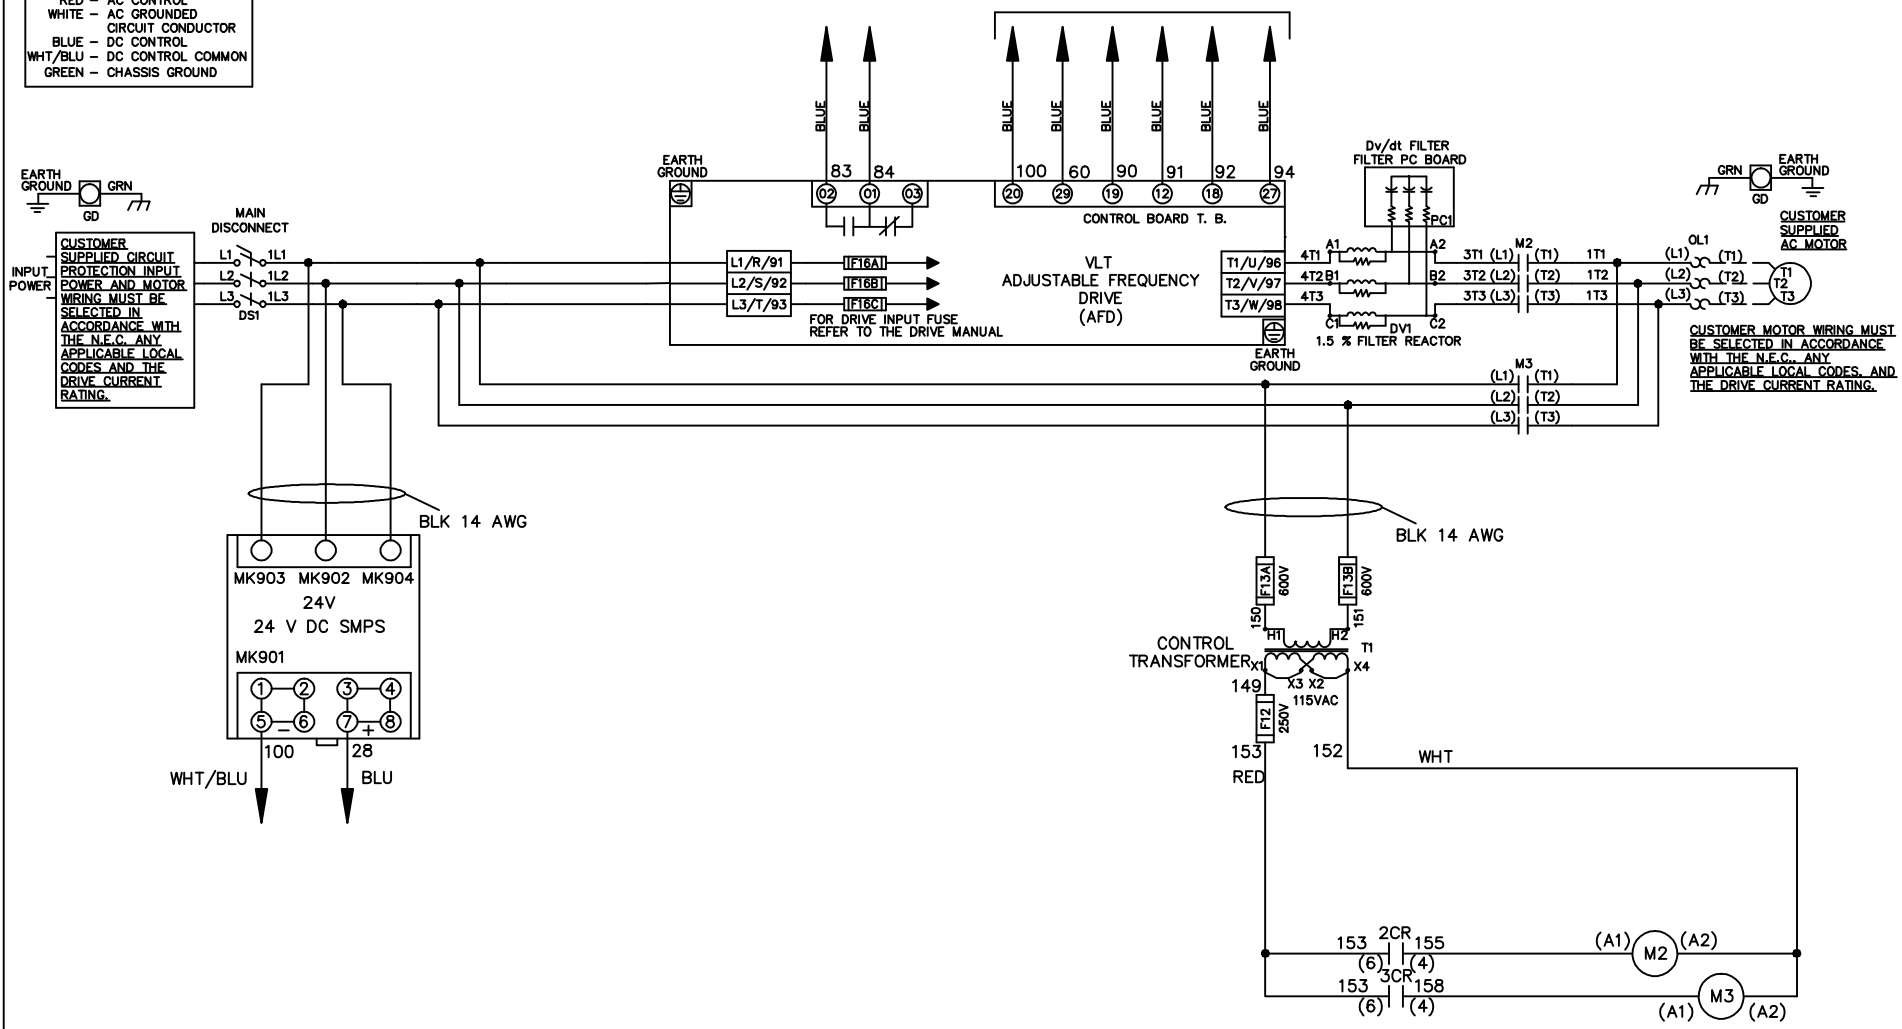 RED – AC CONTROL
WHITE – AC GROUNDED
CIRCUIT CONDUCTOR
BLUE – DC CONTROL
WHT/BLU – DC CONTROL COMMON
GREEN – CHASSIS GROUND
BLUE
BLUE
BLUE
BLUE
BLUE
BLUE
BLUE
BLUE
EARTH
GROUND
GRN
GD
MAIN
DISCONNECT
INPUT
POWER
CUSTOMER
SUPPLIED CIRCUIT
PROTECTION INPUT
POWER AND MOTOR
WIRING MUST BE
SELECTED IN
ACCORDANCE WITH
THE N.E.C. ANY
APPLICABLE LOCAL
CODES AND THE
DRIVE CURRENT
RATING.
L1 1L1
L2 1L2
L3 1L3
DS1
EARTH
GROUND
83 84
02 01 03
100 60 90 91 92 94
20 29 19 12 18 27
CONTROL BOARD T. B.
L1/R/91
L2/S/92
L3/T/93
F16A
F16B
F16C
FOR DRIVE INPUT FUSE
REFER TO THE DRIVE MANUAL
VLT
ADJUSTABLE FREQUENCY
DRIVE
(AFD)
T1/U/96
T2/V/97
T3/W/98
EARTH
GROUND
4T1
4T2
4T3
A1 A2
B1 B2
C1 C2
DV1
1.5 % FILTER REACTOR
Dv/dt FILTER
FILTER PC BOARD
PC1
M2
3T1 (L1) (T1) 1T1
3T2 (L2) (T2) 1T2
3T3 (L3) (T3) 1T3
OL1
(L1) (T1)
(L2) (T2)
(L3) (T3)
T1
T2
T3
GRN
GD
EARTH
GROUND
CUSTOMER
SUPPLIED
AC MOTOR
CUSTOMER MOTOR WIRING MUST
BE SELECTED IN ACCORDANCE
WITH THE N.E.C., ANY
APPLICABLE LOCAL CODES, AND
THE DRIVE CURRENT RATING.
M3
(L1) (T1)
(L2) (T2)
(L3) (T3)
BLK 14 AWG
BLK 14 AWG
MK903 MK902 MK904
24V
24 V DC SMPS
MK901
1 2 3 4
5 6 7 8
– +
100 28
WHT/BLU BLU
F13A
600V
F13B
600V
150
151
H1 H2
T1
CONTROL
TRANSFORMER
X1 X4
X3 X2
115VAC
149
F12
250V
153
RED
152
WHT
2CR
153 155
(6) (4)
(A1) M2 (A2)
3CR
153 158
(6) (4)
(A1) M3 (A2)